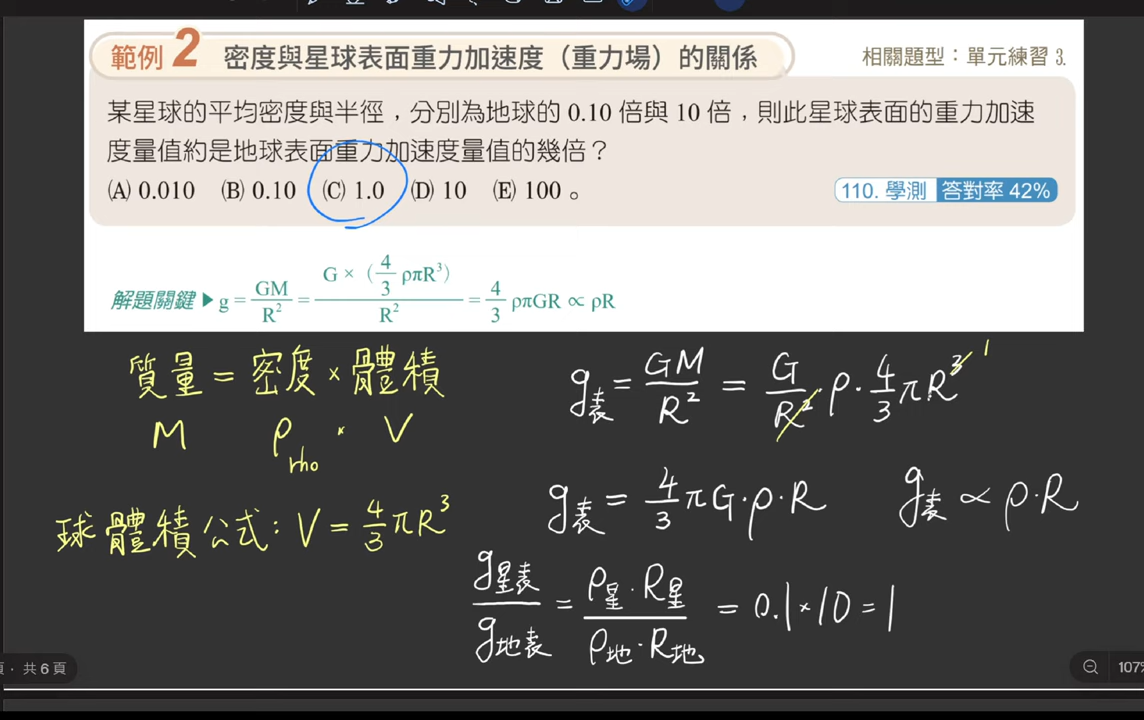 範例 2 密度與星球表面重力加速度（重力場）的關係 相關題型：單元練習 3.
某星球的平均密度與半徑，分別為地球的 0.10 倍與 10 倍，則此星球表面的重力加速
度量值約是地球表面重力加速度量值的幾倍？
(A) 0.010 (B) 0.10 (C) 1.0 (D) 10 (E) 100 。 110. 學測 答對率 42%
解題關鍵▶ g = GM/R² = G × (4/3 ρπR³)/R² = 4/3 ρπGR ∝ ρR
質量 = 密度 × 體積
M ρ · V
rho
球體積公式: V = 4/3 πR³
g表 = GM/R² = G/R² · ρ · 4/3 πR³ 1
g表 = 4/3 πG · ρ · R g表 ∝ ρ · R
g星表/g地表 = ρ星 · R星/ρ地 · R地 = 0.1 × 10 = 1
頁 · 共 6 頁
107%